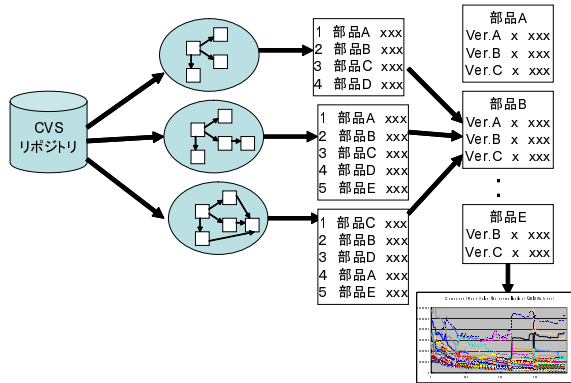 CVS
リポジトリ
1 部品A xxx
2 部品B xxx
3 部品C xxx
4 部品D xxx
1 部品A xxx
2 部品B xxx
3 部品C xxx
4 部品D xxx
5 部品E xxx
1 部品C xxx
2 部品B xxx
3 部品D xxx
4 部品A xxx
5 部品E xxx
部品A
Ver.A x xxx
Ver.B x xxx
Ver.C x xxx
部品B
Ver.A x xxx
Ver.B x xxx
Ver.C x xxx
部品E
Ver.B x xxx
Ver.C x xxx